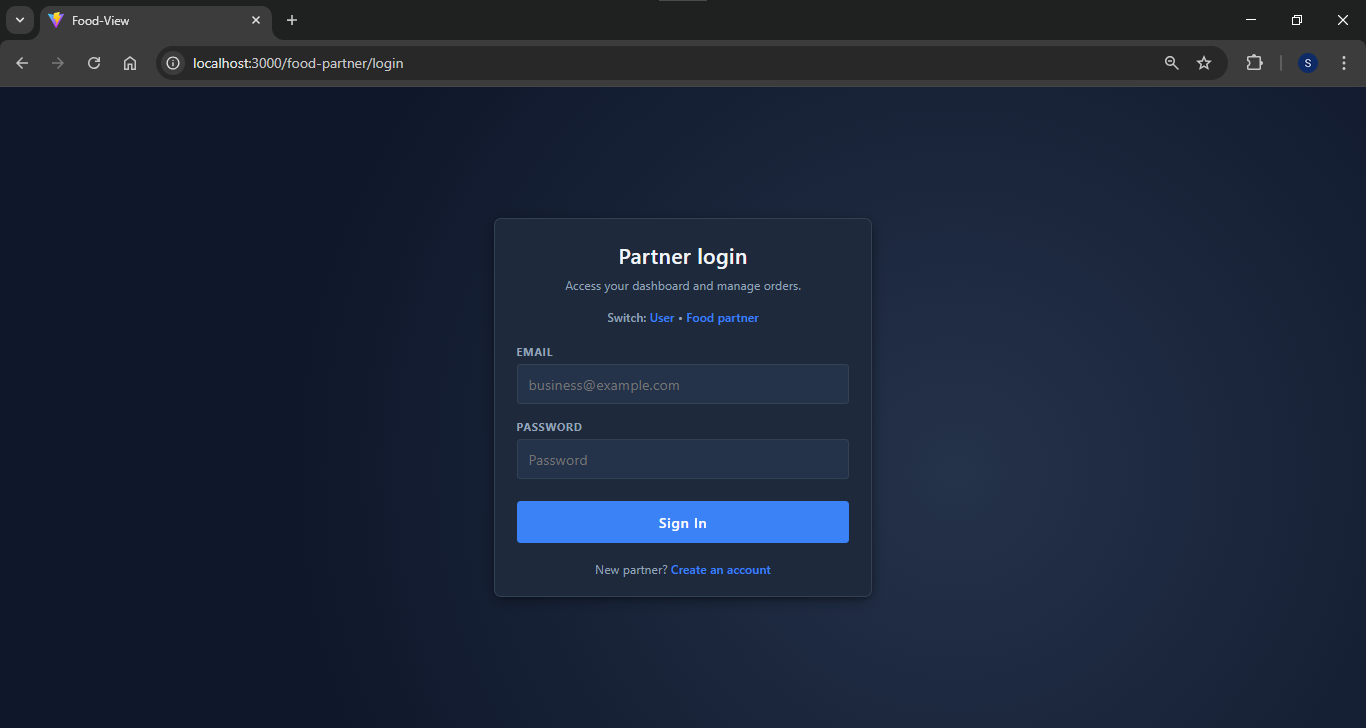 Food-View
localhost:3000/food-partner/login
S
Partner login
Access your dashboard and manage orders.
Switch: User • Food partner
EMAIL
business@example.com
PASSWORD
Password
Sign In
New partner? Create an account